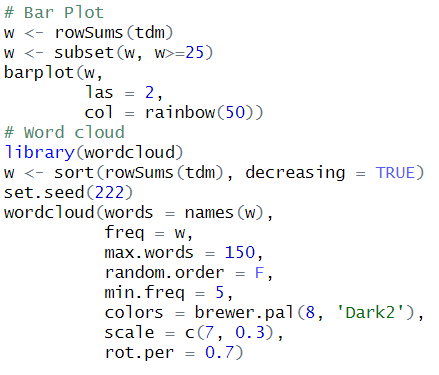 # Bar Plot
w <- rowSums(tdm)
w <- subset(w, w>=25)
barplot(w,
        las = 2,
        col = rainbow(50))
# Word cloud
library(wordcloud)
w <- sort(rowSums(tdm), decreasing = TRUE)
set.seed(222)
wordcloud(words = names(w),
          freq = w,
          max.words = 150,
          random.order = F,
          min.freq = 5,
          colors = brewer.pal(8, 'Dark2'),
          scale = c(7, 0.3),
          rot.per = 0.7)